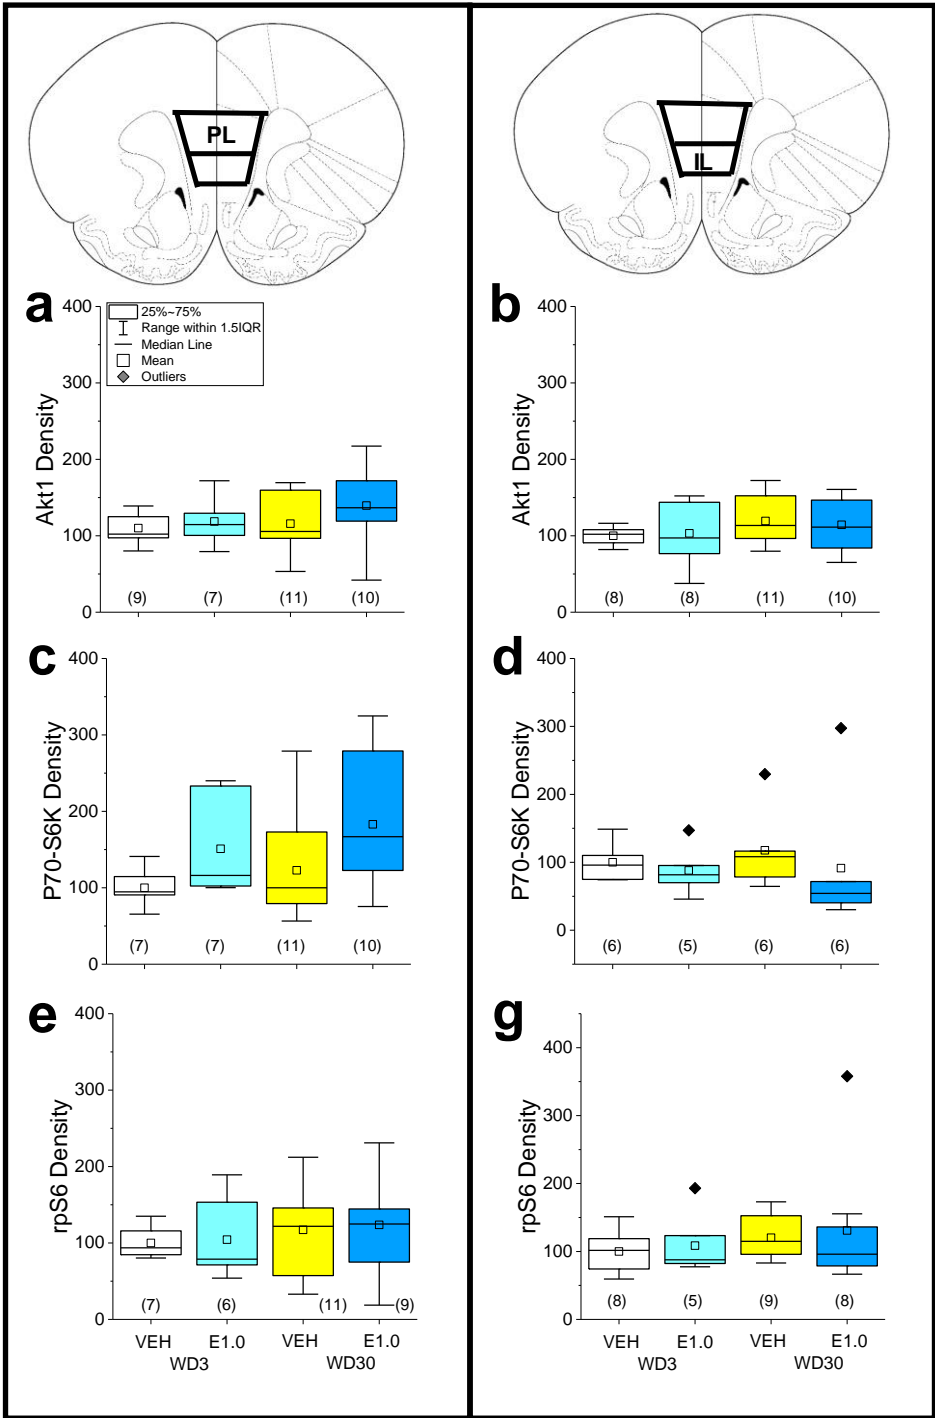 PL
IL
a
400
300
200
100
0
Akt1 Density
25%~75%
Range within 1.5IQR
Median Line
Mean
Outliers
(9)
(7)
(11)
(10)
b
400
300
200
100
0
Akt1 Density
(8)
(8)
(11)
(10)
c
400
300
200
100
0
P70-S6K Density
(7)
(7)
(11)
(10)
d
400
300
200
100
0
P70-S6K Density
(6)
(5)
(6)
(6)
e
400
300
200
100
0
rpS6 Density
(7)
(6)
(11)
(9)
VEH E1.0 VEH E1.0
WD3 WD30
g
400
300
200
100
0
rpS6 Density
(8)
(5)
(9)
(8)
VEH E1.0 VEH E1.0
WD3 WD30